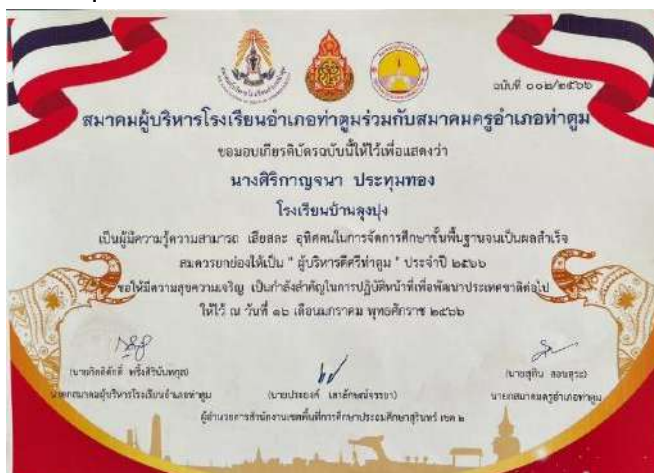 ฉบับที่ ๐๐๒/๒๕๖๖
สมาคมผู้บริหารโรงเรียนอำเภอท่าตูมร่วมกับสมาคมครูอำเภอท่าตูม
ขอมอบเกียรติบัตรฉบับนี้ให้ไว้เพื่อแสดงว่า
นางสิริกาญจนา ประทุมทอง
โรงเรียนบ้านลุงปุง
เป็นผู้มีความรู้ความสามารถ เสียสละ อุทิศตนในการจัดการศึกษาขั้นพื้นฐานจนเป็นผลสำเร็จ
สมควรยกย่องได้เป็น " ผู้บริหารดีศรีท่าตูม " ประจำปี ๒๕๖๖
ขอให้มีความสุขความเจริญ เป็นกำลังสำคัญในการปฏิบัติหน้าที่เพื่อพัฒนาประเทศชาติต่อไป
ให้ไว้ ณ วันที่ ๑๖ เดือนมกราคม พุทธศักราช ๒๕๖๖
นายกสมาคมผู้บริหารโรงเรียนอำเภอท่าตูม
(นายประยงค์
(นายสุทิน
นายกสมาคมครูอำเภอท่าตูม
ผู้อำนวยการสำนักงานเขตพื้นที่การศึกษาประถมศึกษาสุรินทร์ เขต ๒